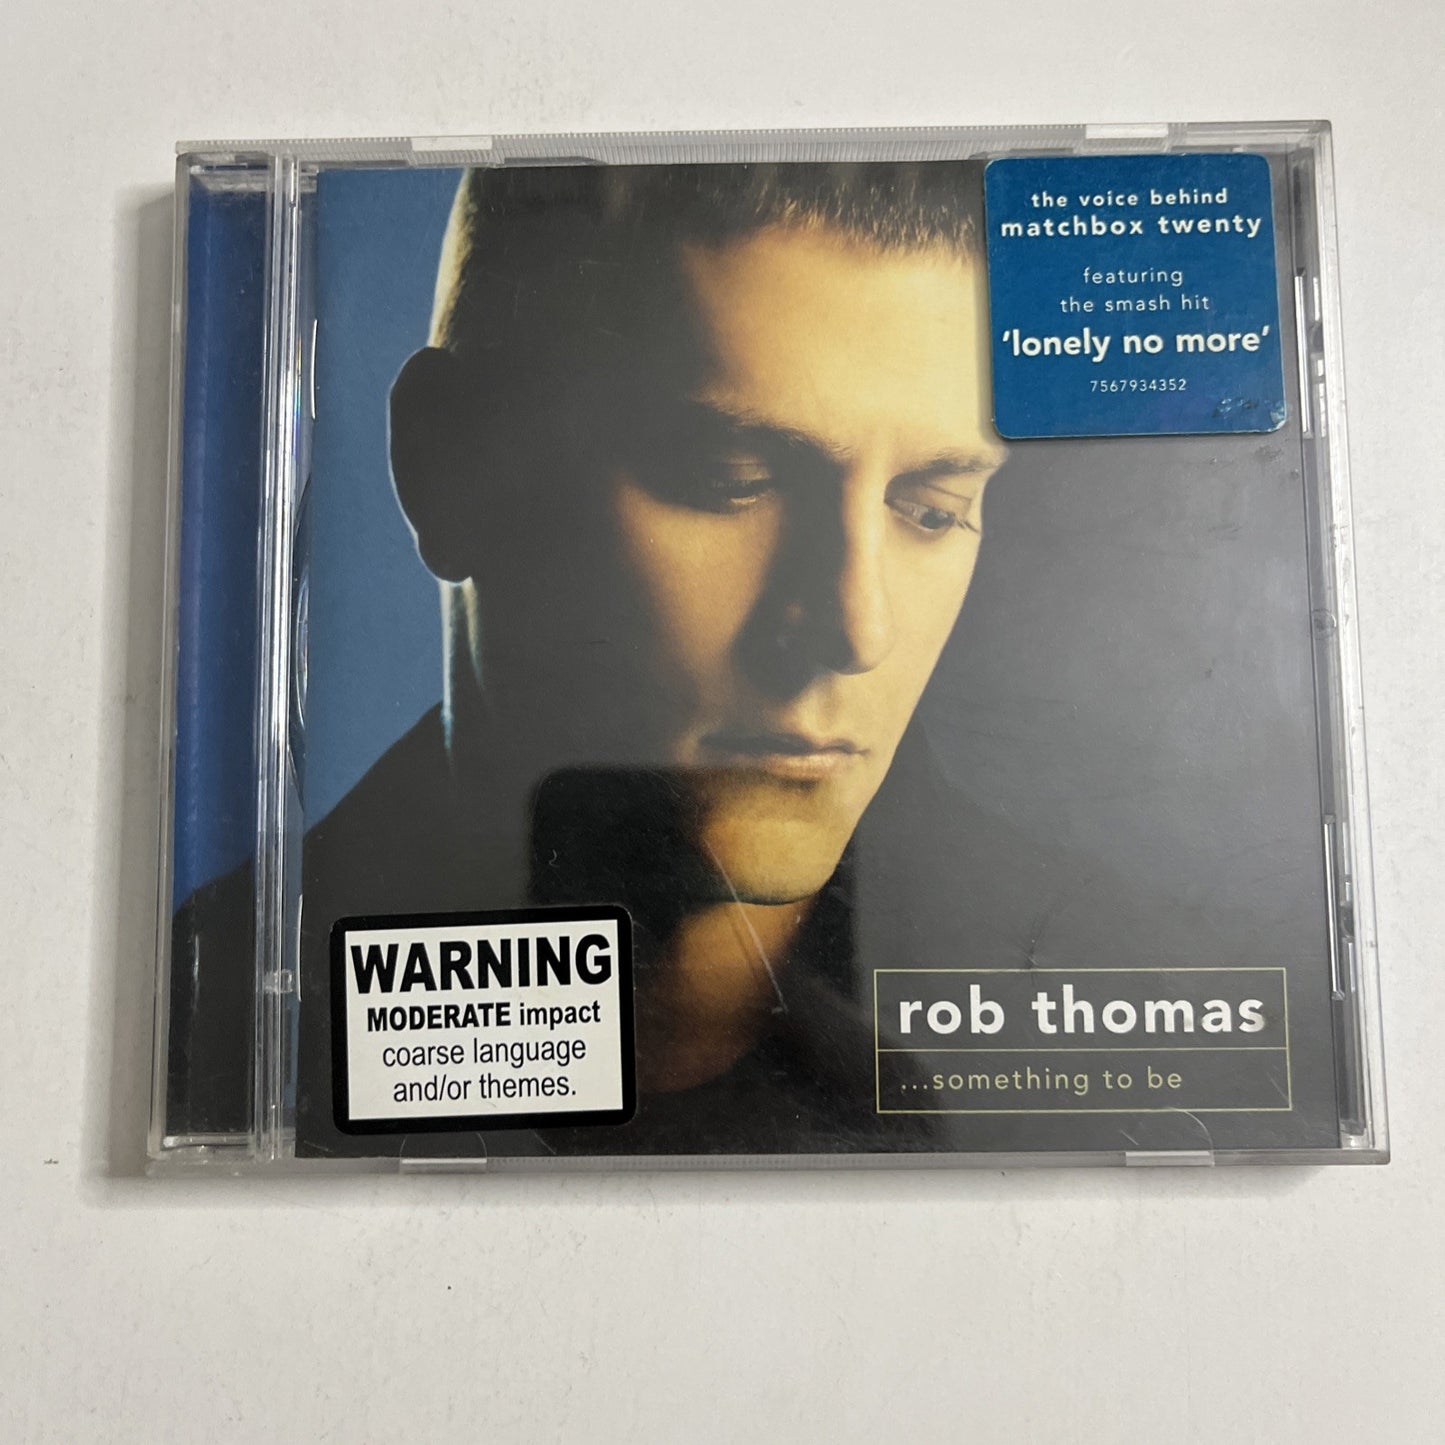 the voice behind
matchbox twenty
featuring
the smash hit
'lonely no more'
7567934352
WARNING
MODERATE impact
coarse language
and/or themes.
rob thomas
...something to be